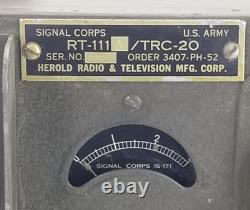 SIGNAL CORPS U.S. ARMY
RT-111 /TRC-20
SER. NO. ORDER 3407-PH-52
HEROLD RADIO & TELEVISION MFG. CORP.
0 1 2
SIGNAL CORPS IS-171